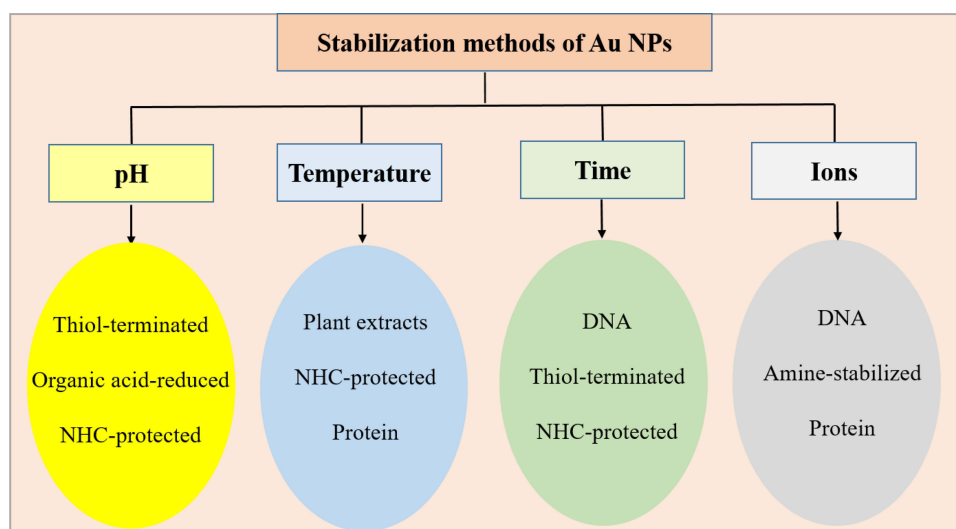 Stabilization methods of Au NPs
pH
Temperature
Time
Ions
Thiol-terminated
Organic acid-reduced
NHC-protected
Plant extracts
NHC-protected
Protein
DNA
Thiol-terminated
NHC-protected
DNA
Amine-stabilized
Protein